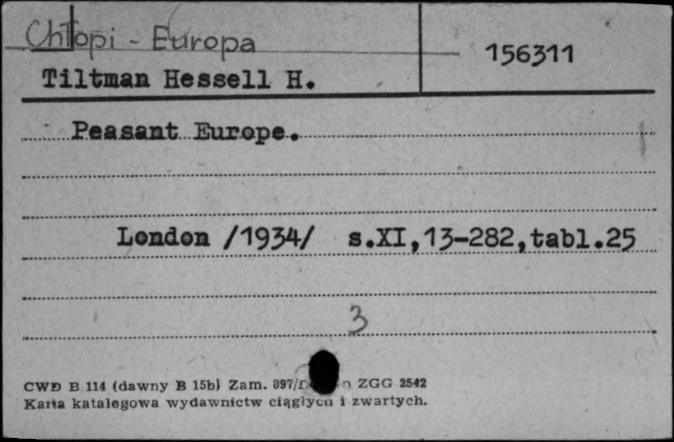 Chłopi - Europa
156311
Tiltman Hessell H.
Peasant Europe.
London /1934/ s.XI,13-282,tabl.25
3
CWD B 114 (dawny B 15b) Zam. 897/ ZGG 2542
Karta katalogowa wydawnictw ciągłych i zwartych.